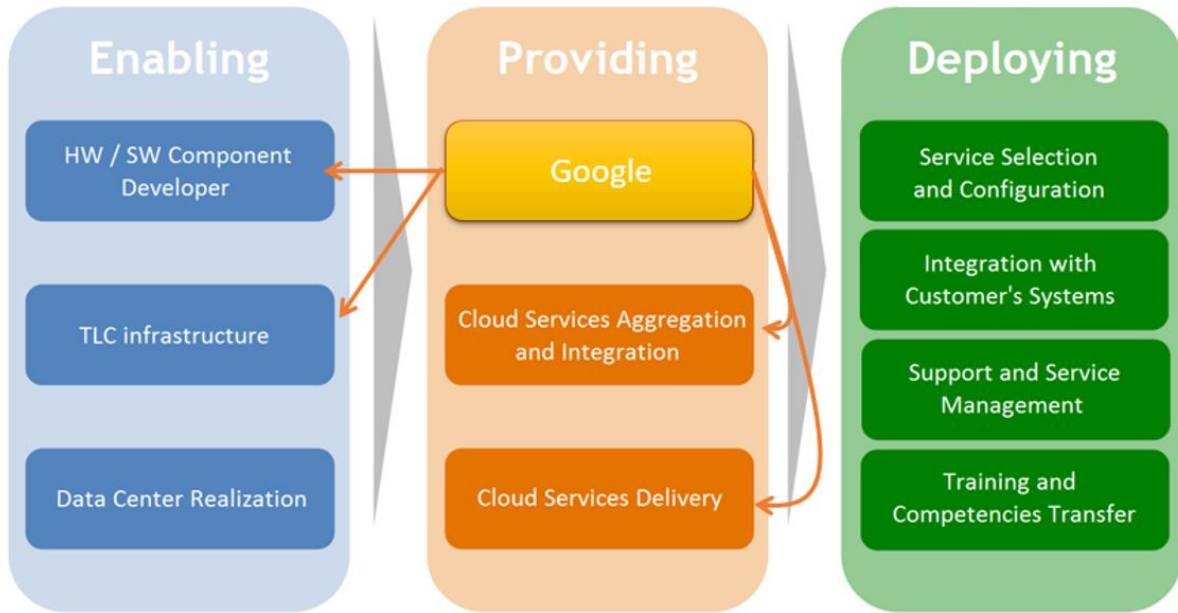 Enabling
HW / SW Component
Developer
TLC infrastructure
Data Center Realization
Providing
Google
Cloud Services Aggregation
and Integration
Cloud Services Delivery
Deploying
Service Selection
and Configuration
Integration with
Customer's Systems
Support and Service
Management
Training and
Competencies Transfer